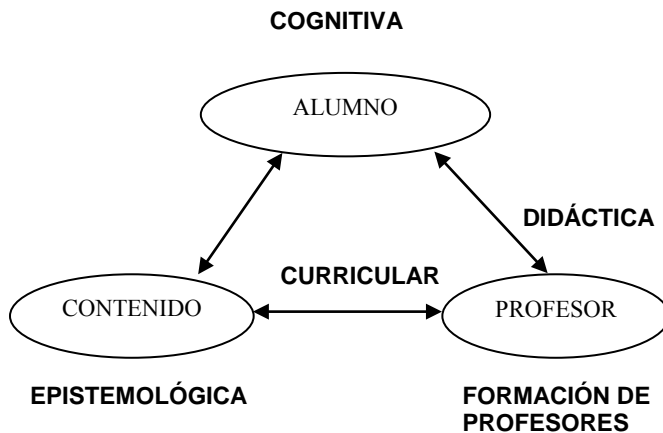 COGNITIVA
ALUMNO
DIDÁCTICA
CURRICULAR
CONTENIDO
PROFESOR
EPISTEMOLÓGICA
FORMACIÓN DE
PROFESORES